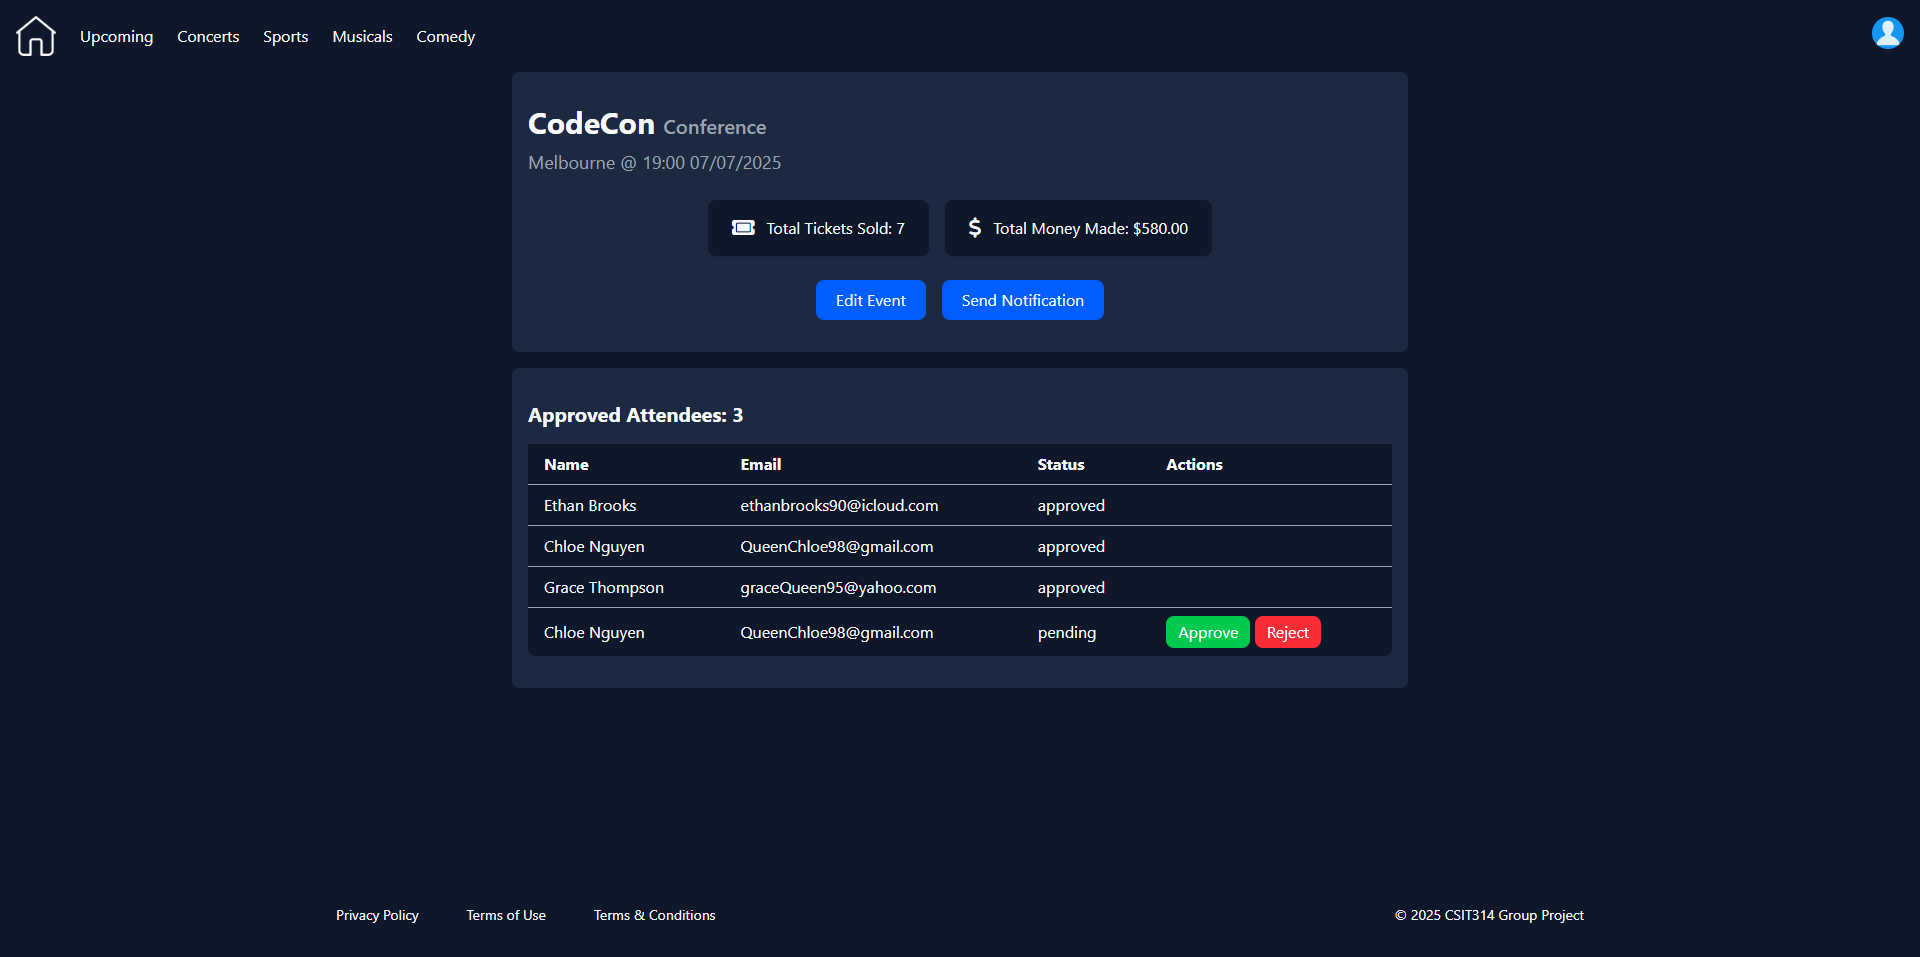 Upcoming Concerts Sports Musicals Comedy
CodeCon Conference
Melbourne @ 19:00 07/07/2025
Total Tickets Sold: 7 Total Money Made: $580.00
Edit Event Send Notification
Approved Attendees: 3
Name Email Status Actions
Ethan Brooks ethanbrooks90@icloud.com approved
Chloe Nguyen QueenChloe98@gmail.com approved
Grace Thompson graceQueen95@yahoo.com approved
Chloe Nguyen QueenChloe98@gmail.com pending Approve Reject
Privacy Policy Terms of Use Terms & Conditions © 2025 CSIT314 Group Project